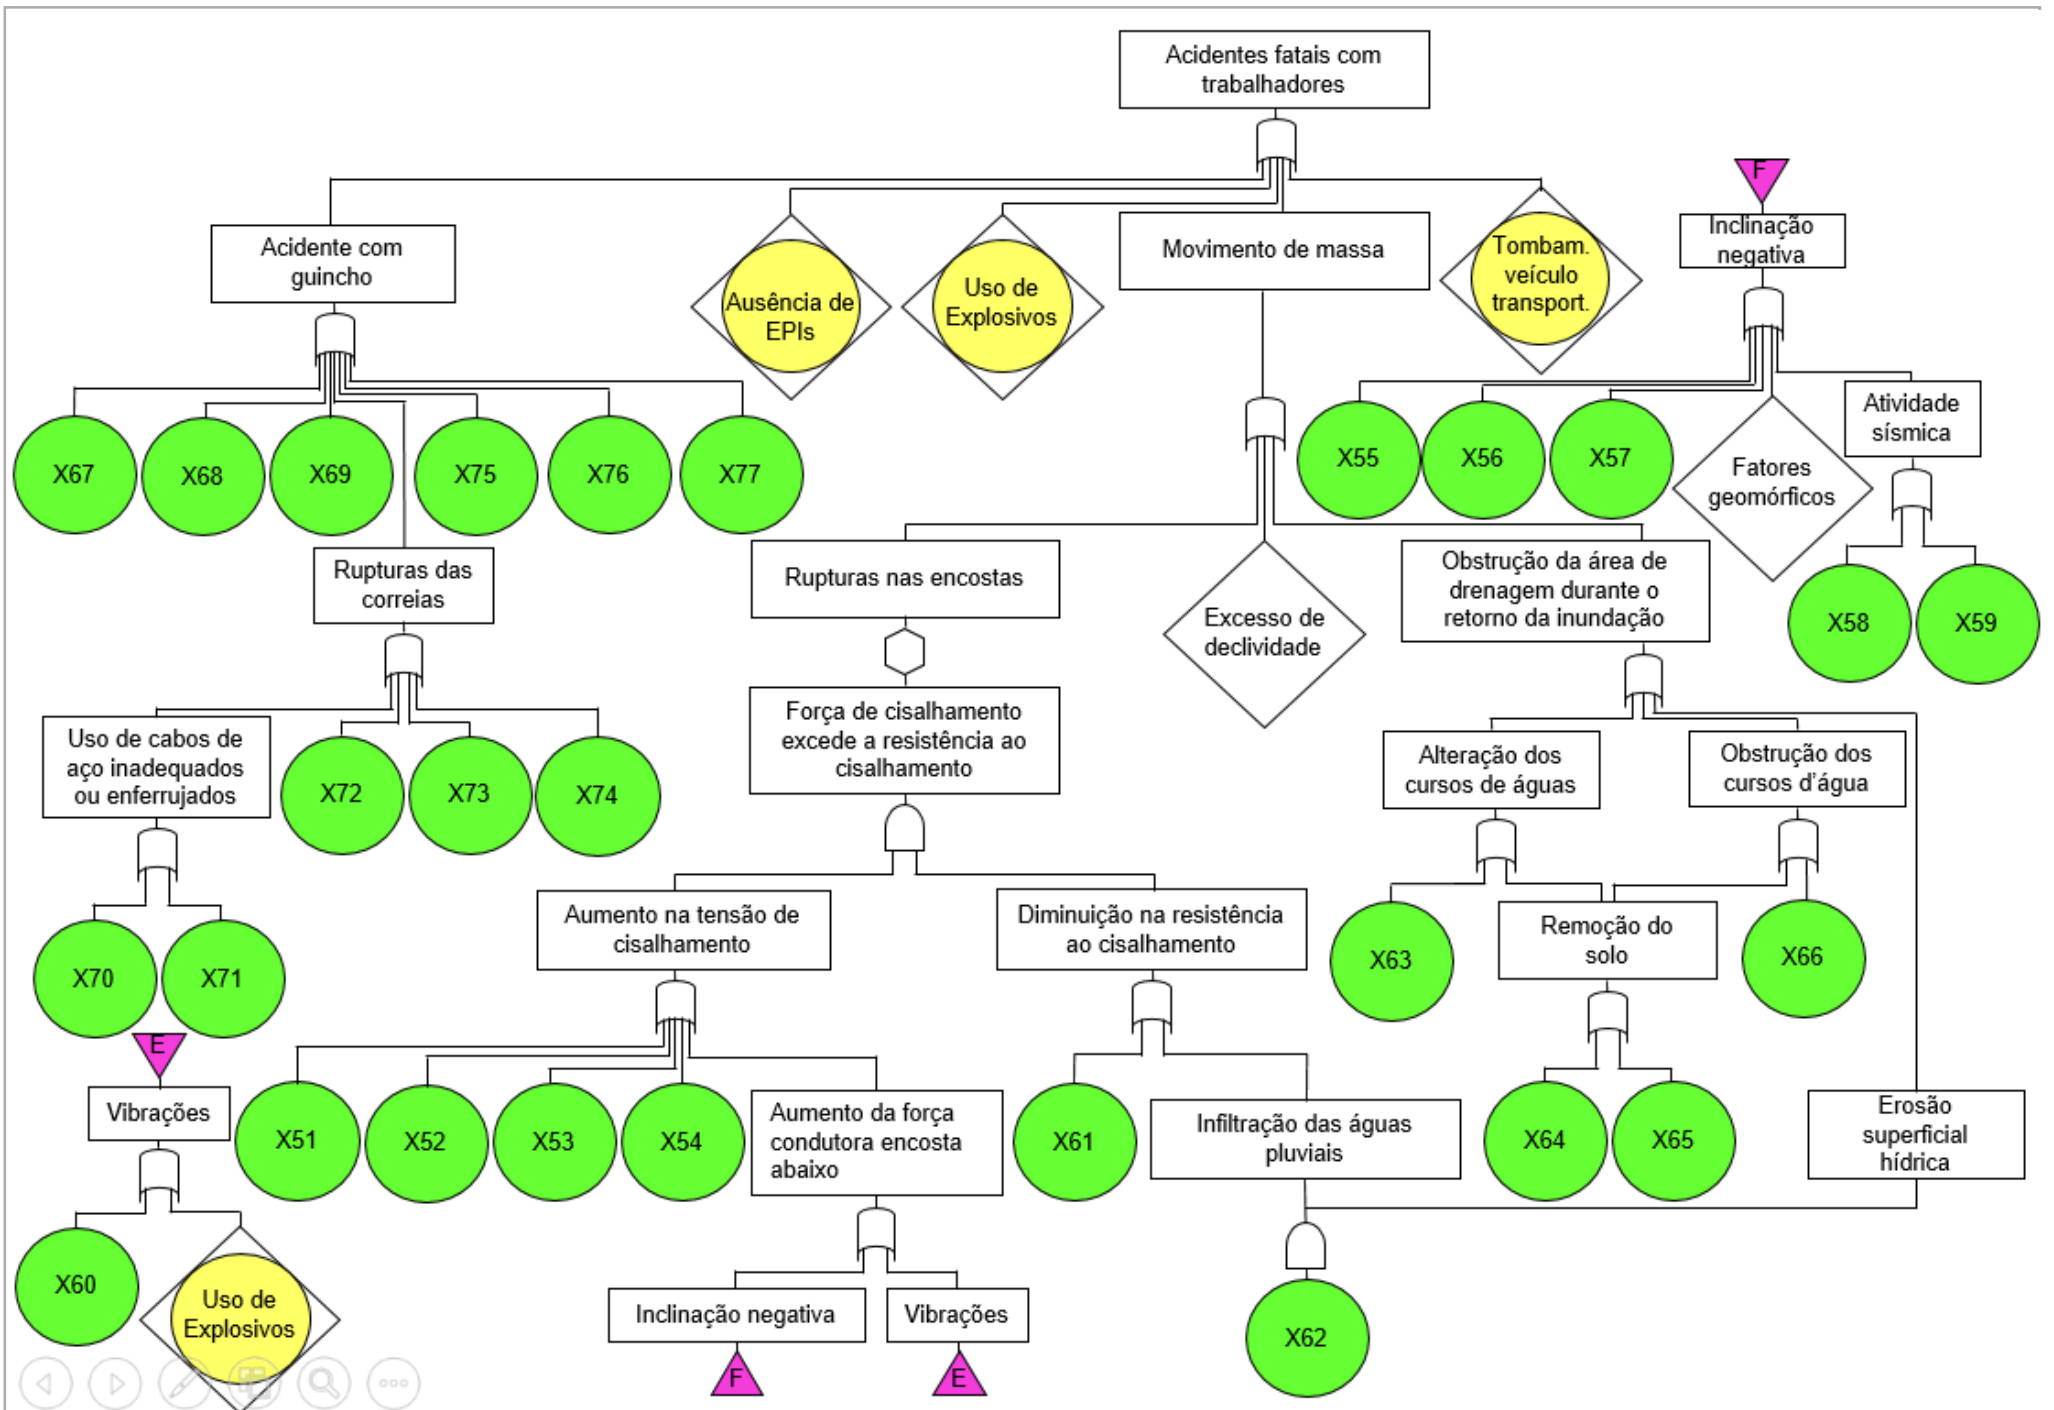 Acidentes fatais com
trabalhadores
F
Inclinação
negativa
Acidente com
guincho
Ausência de
EPIs
Uso de
Explosivos
Movimento de massa
Tombam.
veículo
transport.
Atividade
sísmica
X67
X68
X69
X75
X76
X77
X55
X56
X57
Fatores
geomórficos
X58
X59
Rupturas das
correias
Rupturas nas encostas
Excesso de
declividade
Obstrução da área de
drenagem durante o
retorno da inundação
Uso de cabos de
aço inadequados
ou enferrujados
X72
X73
X74
Força de cisalhamento
excede a resistência ao
cisalhamento
Alteração dos
cursos de águas
Obstrução dos
cursos d'água
X70
X71
Aumento na tensão de
cisalhamento
Diminuição na resistência
ao cisalhamento
X63
Remoção do
solo
X66
E
Vibrações
X51
X52
X53
X54
Aumento da força
condutora encosta
abaixo
X61
Infiltração das águas
pluviais
X64
X65
Erosão
superficial
hídrica
X60
Uso de
Explosivos
Inclinação negativa
Vibrações
F
E
X62